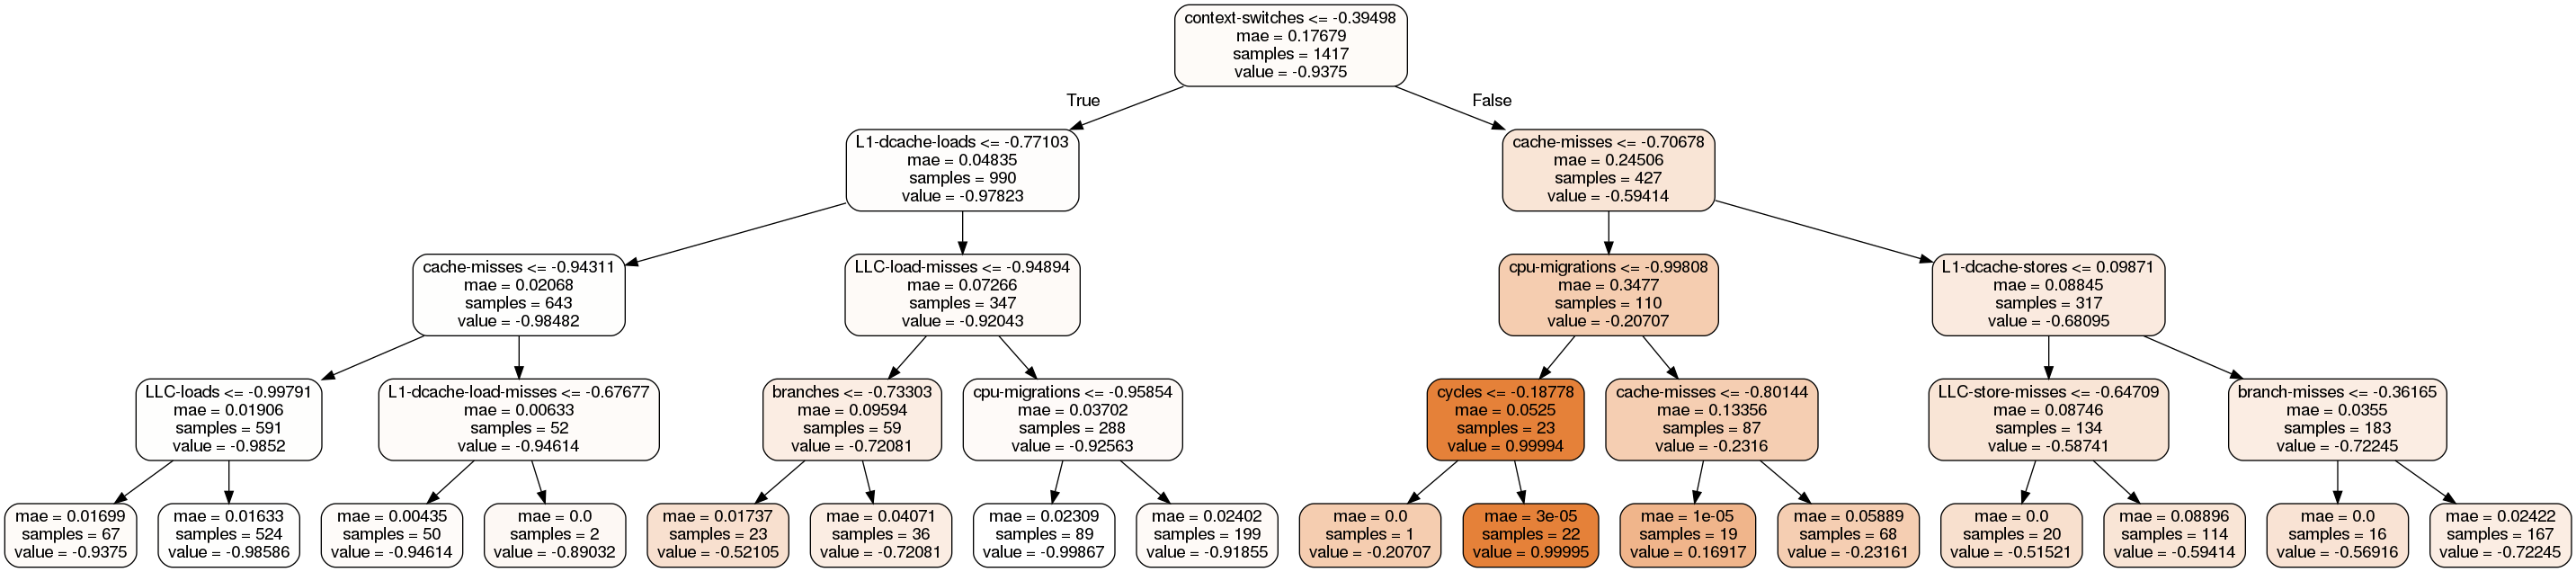 context-switches <= -0.39498
mae = 0.17679
samples = 1417
value = -0.9375
True
False
L1-dcache-loads <= -0.77103
mae = 0.04835
samples = 990
value = -0.97823
cache-misses <= -0.70678
mae = 0.24506
samples = 427
value = -0.59414
cache-misses <= -0.94311
mae = 0.02068
samples = 643
value = -0.98482
LLC-load-misses <= -0.94894
mae = 0.07266
samples = 347
value = -0.92043
cpu-migrations <= -0.99808
mae = 0.3477
samples = 110
value = -0.20707
L1-dcache-stores <= 0.09871
mae = 0.08845
samples = 317
value = -0.68095
LLC-loads <= -0.99791
mae = 0.01906
samples = 591
value = -0.9852
L1-dcache-load-misses <= -0.67677
mae = 0.00633
samples = 52
value = -0.94614
branches <= -0.73303
mae = 0.09594
samples = 59
value = -0.72081
cpu-migrations <= -0.95854
mae = 0.03702
samples = 288
value = -0.92563
cycles <= -0.18778
mae = 0.0525
samples = 23
value = 0.99994
cache-misses <= -0.80144
mae = 0.13356
samples = 87
value = -0.2316
LLC-store-misses <= -0.64709
mae = 0.08746
samples = 134
value = -0.58741
branch-misses <= -0.36165
mae = 0.0355
samples = 183
value = -0.72245
mae = 0.01699
samples = 67
value = -0.9375
mae = 0.01633
samples = 524
value = -0.98586
mae = 0.00435
samples = 50
value = -0.94614
mae = 0.0
samples = 2
value = -0.89032
mae = 0.01737
samples = 23
value = -0.52105
mae = 0.04071
samples = 36
value = -0.72081
mae = 0.02309
samples = 89
value = -0.99867
mae = 0.02402
samples = 199
value = -0.91855
mae = 0.0
samples = 1
value = -0.20707
mae = 3e-05
samples = 22
value = 0.99995
mae = 1e-05
samples = 19
value = 0.16917
mae = 0.05889
samples = 68
value = -0.23161
mae = 0.0
samples = 20
value = -0.51521
mae = 0.08896
samples = 114
value = -0.59414
mae = 0.0
samples = 16
value = -0.56916
mae = 0.02422
samples = 167
value = -0.72245